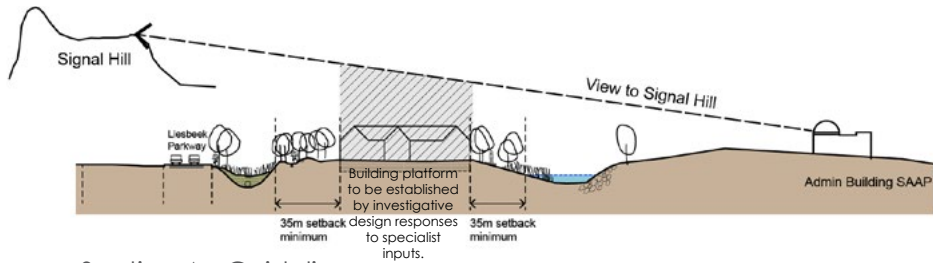 Signal Hill
View to Signal Hill
Liesbeek
Parkway
Admin Building SAAP
Building platform
to be established
by investigative
design responses
to specialist
inputs.
35m setback
minimum
35m setback
minimum